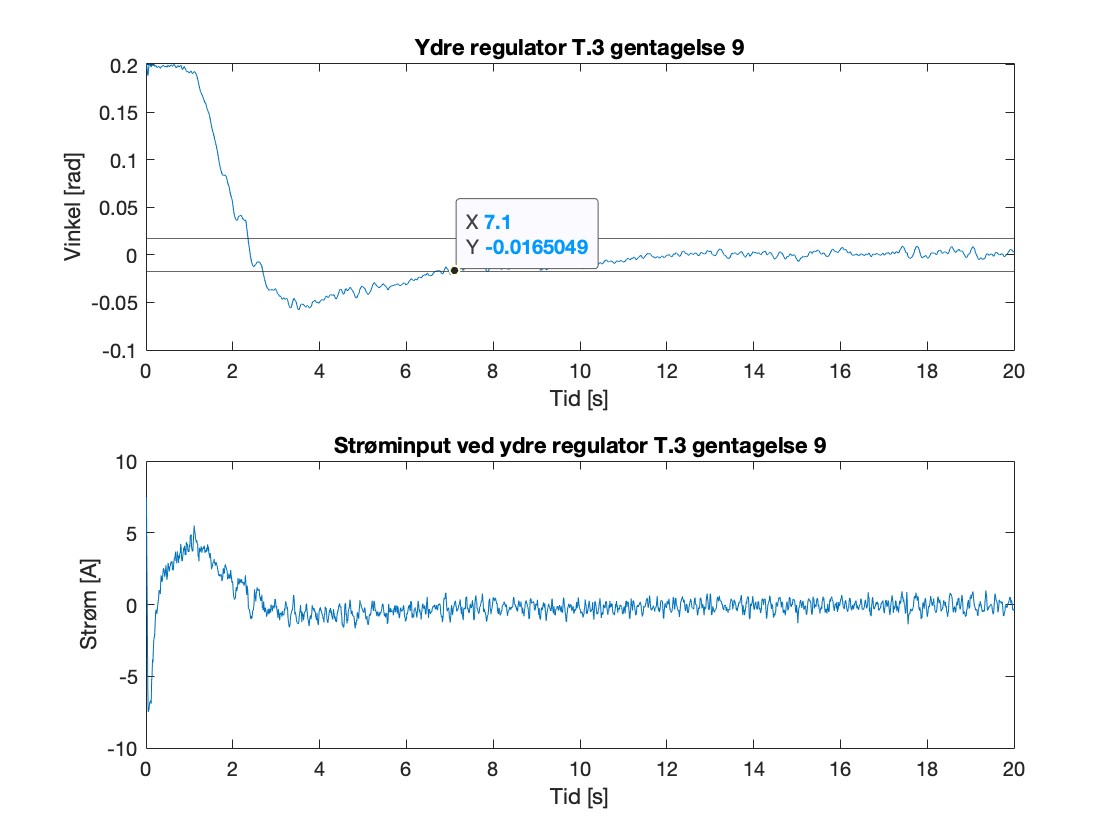 Ydre regulator T.3 gentagelse 9
0.2
0.15
0.1
0.05
0
-0.05
-0.1
Vinkel [rad]
X 7.1
Y -0.0165049
0 2 4 6 8 10 12 14 16 18 20
Tid [s]
Strøminput ved ydre regulator T.3 gentagelse 9
10
5
0
-5
-10
Strøm [A]
0 2 4 6 8 10 12 14 16 18 20
Tid [s]